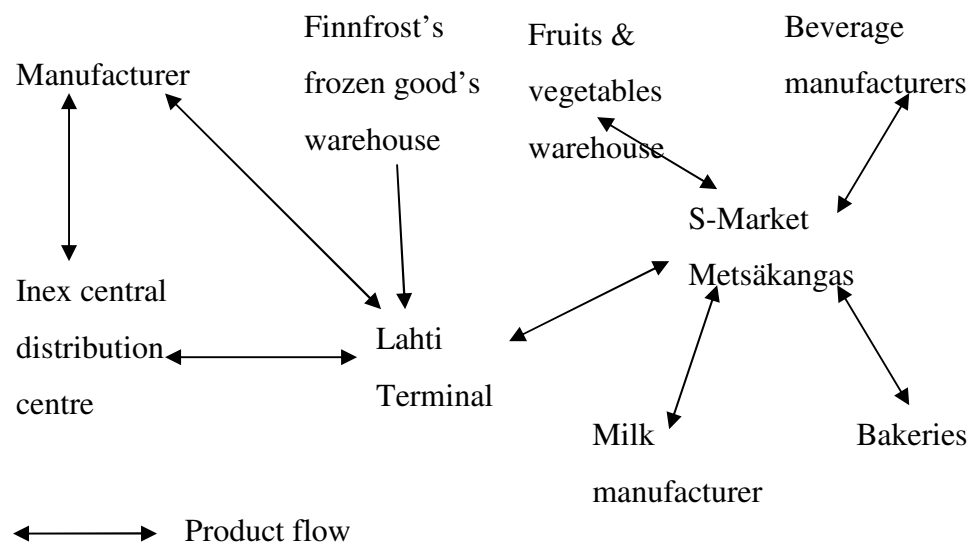 Manufacturer
Finnfrost's
frozen good's
warehouse
Fruits &
vegetables
warehouse
Beverage
manufacturers
S-Market
Metsäkangas
Inex central
distribution
centre
Lahti
Terminal
Milk
manufacturer
Bakeries
Product flow